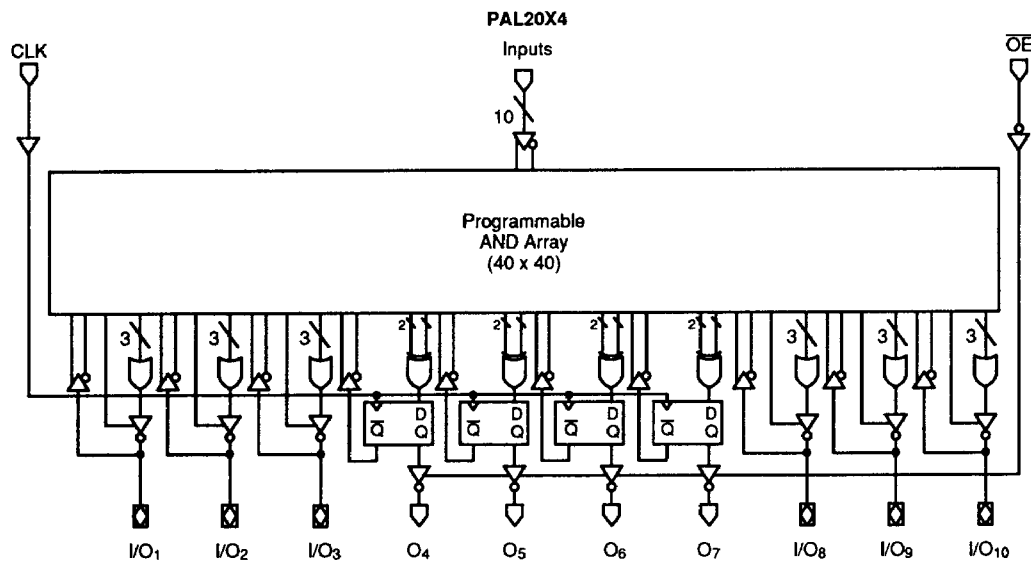 PAL20X4
CLK
Inputs
OE
10
Programmable
AND Array
(40 x 40)
3 3 3 2 2 2 2 3 3 3
D D D D
Q Q Q Q Q Q Q Q
I/O1 I/O2 I/O3 O4 O5 O6 O7 I/O8 I/O9 I/O10